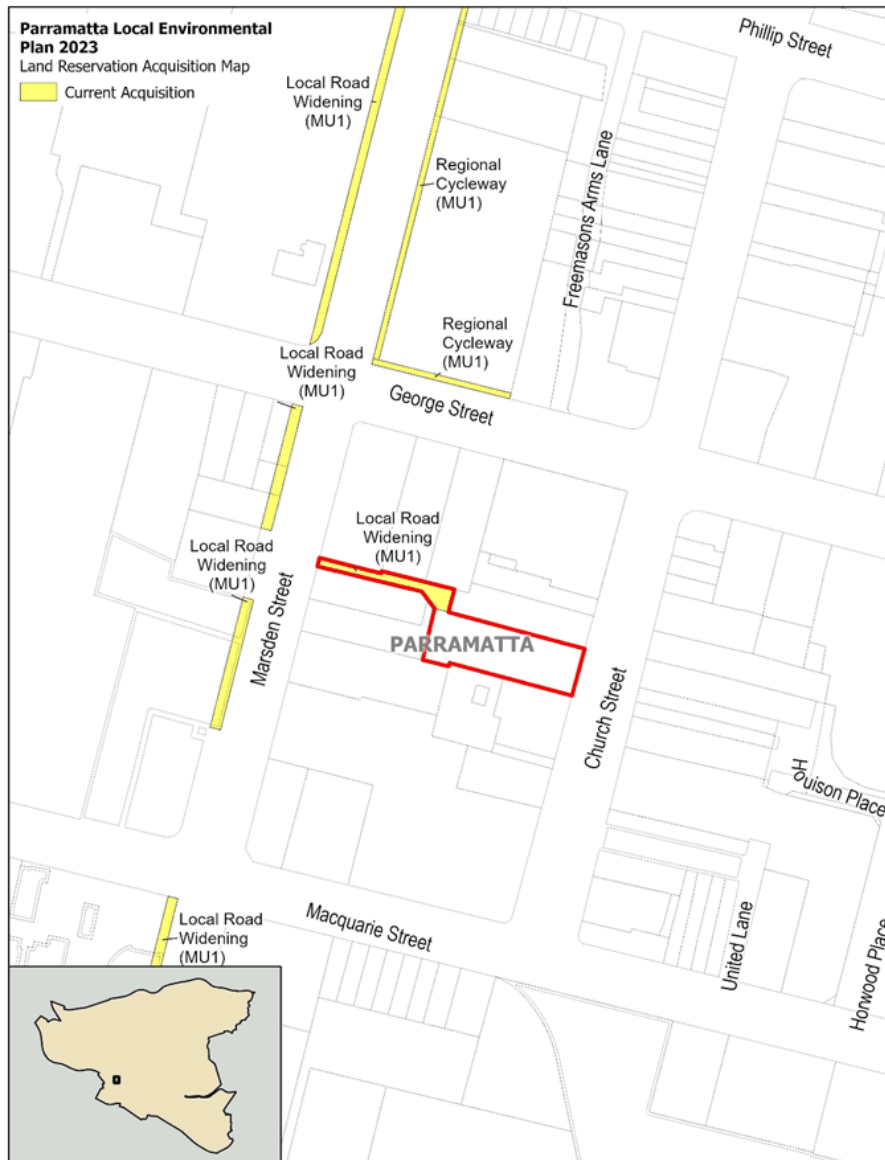 Parramatta Local Environmental
Plan 2023
Land Reservation Acquisition Map
Current Acquisition
Phillip Street
Local Road
Widening
(MU1)
Regional
Cycleway
(MU1)
Freemasons Arms Lane
Regional
Cycleway
(MU1)
Local Road
Widening
(MU1)
George Street
Local Road
Widening
(MU1)
Local Road
Widening
(MU1)
Marsden Street
PARRAMATTA
Church Street
Houison Place
Macquarie Street
United Lane
Horwood Place
Local Road
Widening
(MU1)